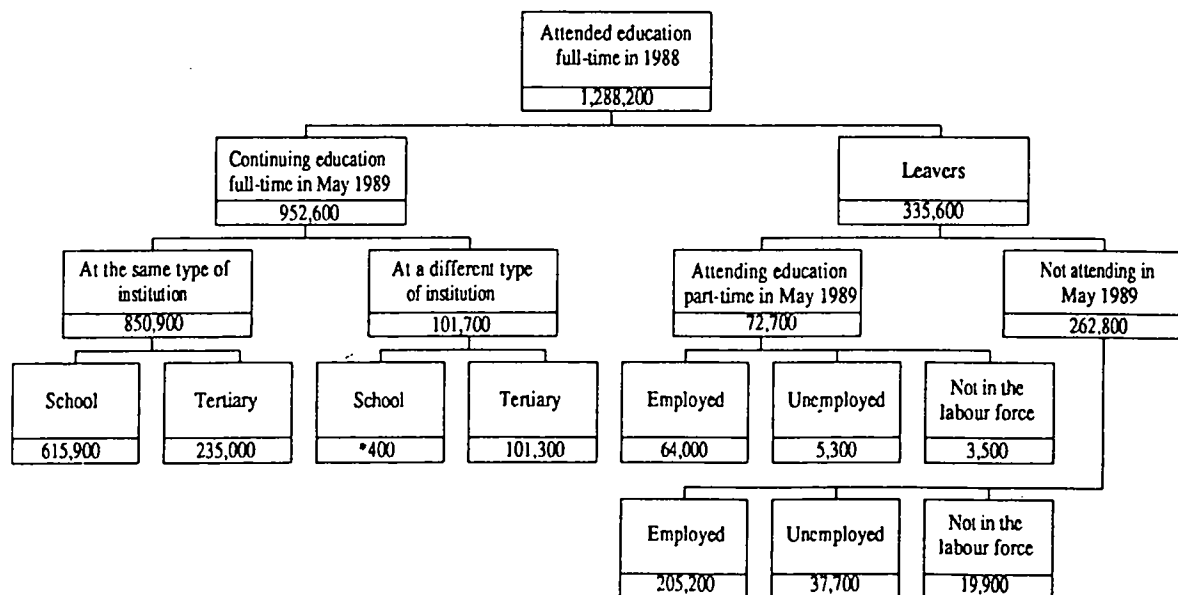 Attended education
full-time in 1988
1,288,200
Continuing education
full-time in May 1989
952,600
Leavers
335,600
At the same type of
institution
850,900
At a different type
of institution
101,700
Attending education
part-time in May 1989
72,700
Not attending in
May 1989
262,800
School
615,900
Tertiary
235,000
School
*400
Tertiary
101,300
Employed
64,000
Unemployed
5,300
Not in the
labour force
3,500
Employed
205,200
Unemployed
37,700
Not in the
labour force
19,900